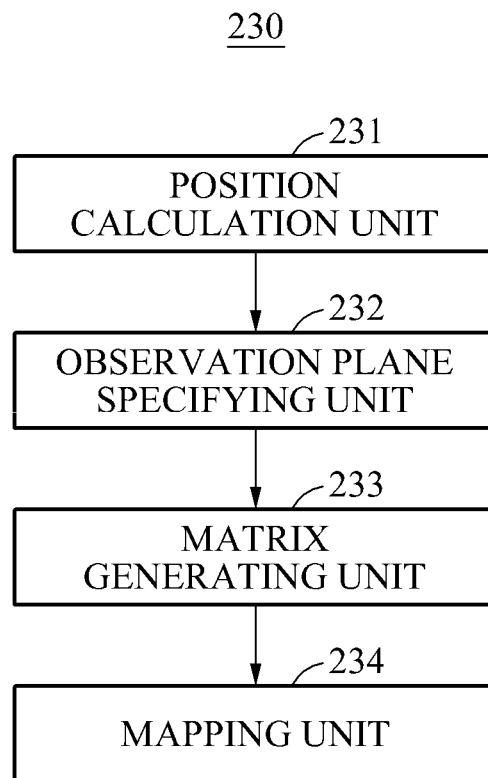 230
231
POSITION
CALCULATION UNIT
232
OBSERVATION PLANE
SPECIFYING UNIT
233
MATRIX
GENERATING UNIT
234
MAPPING UNIT